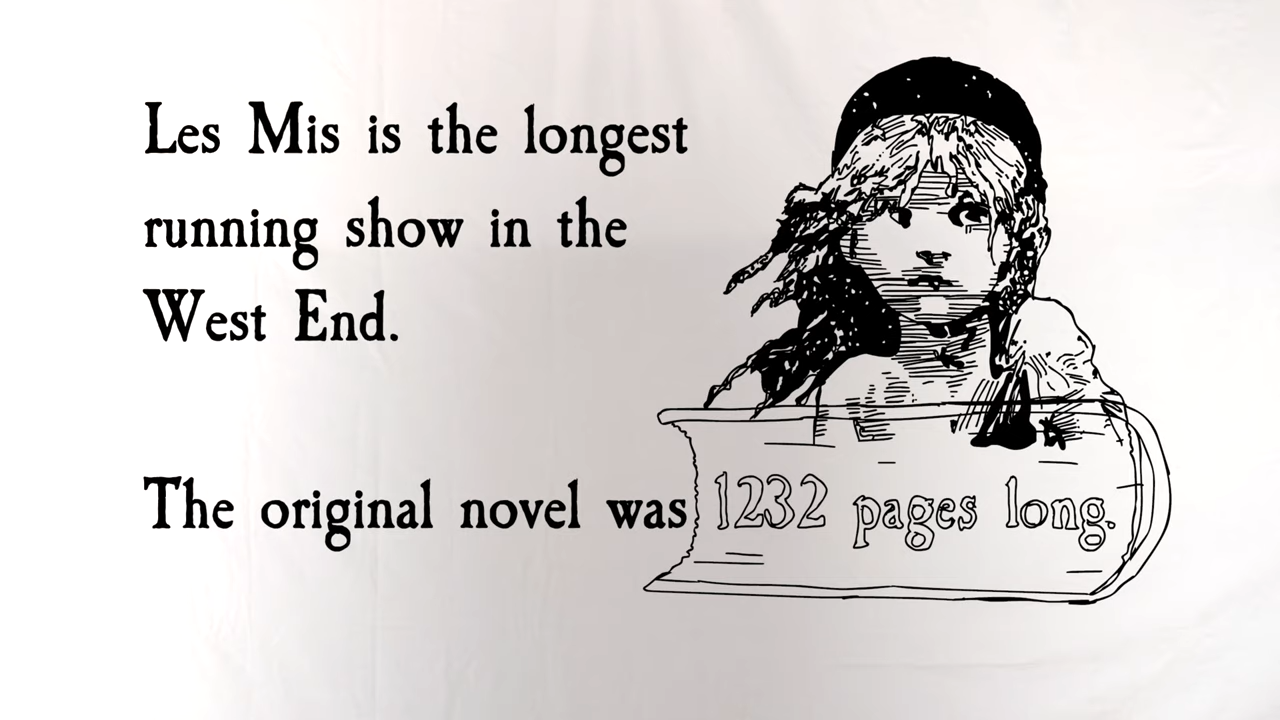 Les Mis is the longest
running show in the
West End.
The original novel was 1232 pages long.